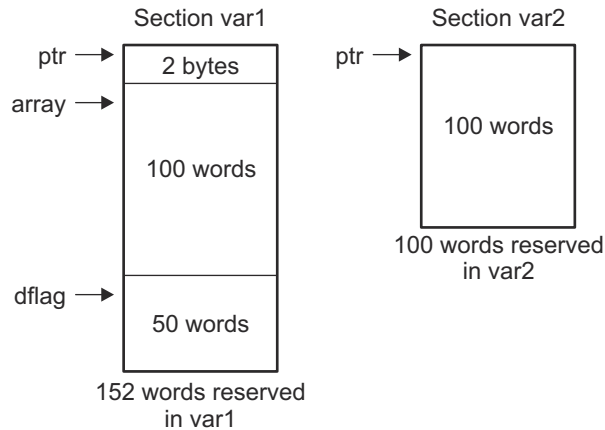 Section var1
ptr
2 bytes
array
100 words
dflag
50 words
152 words reserved
in var1
Section var2
ptr
100 words
100 words reserved
in var2